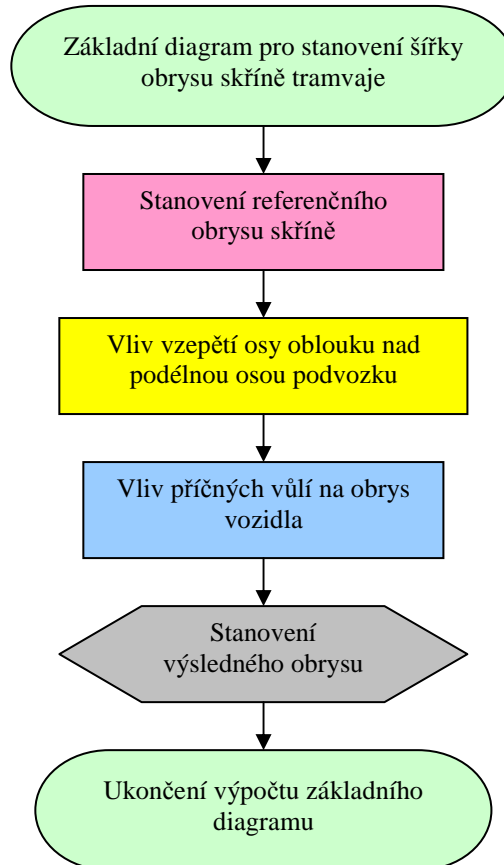 Základní diagram pro stanovení šířky
obrysu skříně tramvaje
Stanovení referenčního
obrysu skříně
Vliv vzepětí osy oblouku nad
podélnou osou podvozku
Vliv příčných vůlí na obrys
vozidla
Stanovení
výsledného obrysu
Ukončení výpočtu základního
diagramu